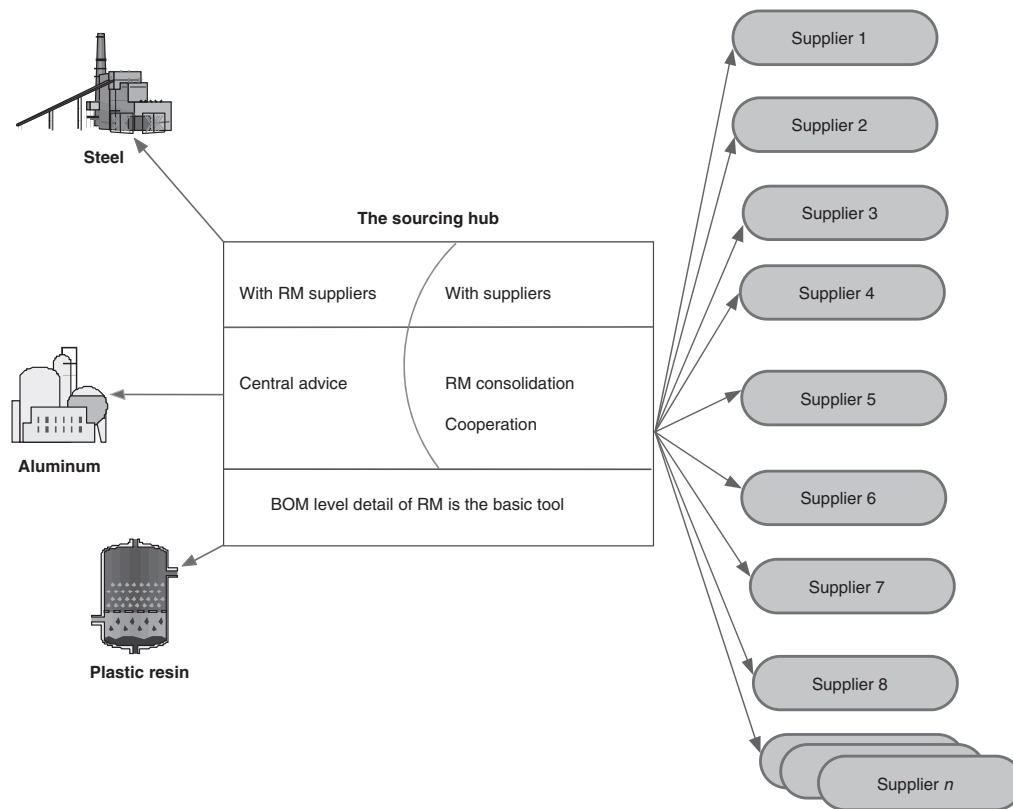 Supplier 1
Supplier 2
Steel
Supplier 3
The sourcing hub
With RM suppliers
With suppliers
Supplier 4
Central advice
RM consolidation
Supplier 5
Cooperation
Aluminum
BOM level detail of RM is the basic tool
Supplier 6
Supplier 7
Plastic resin
Supplier 8
Supplier n